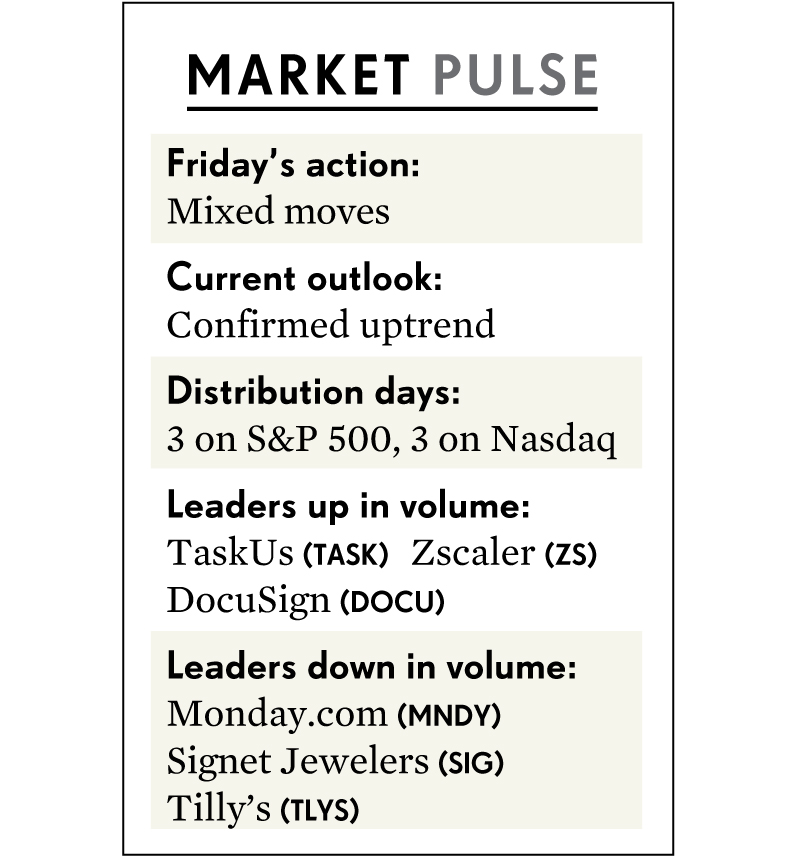 MARKET PULSE
Friday’s action:
Mixed moves
Current outlook:
Confirmed uptrend
Distribution days:
3 on S&P 500, 3 on Nasdaq
Leaders up in volume:
TaskUs (TASK) Zscaler (ZS)
DocuSign (DOCU)
Leaders down in volume:
Monday.com (MNDY)
Signet Jewelers (SIG)
Tilly’s (TLYS)